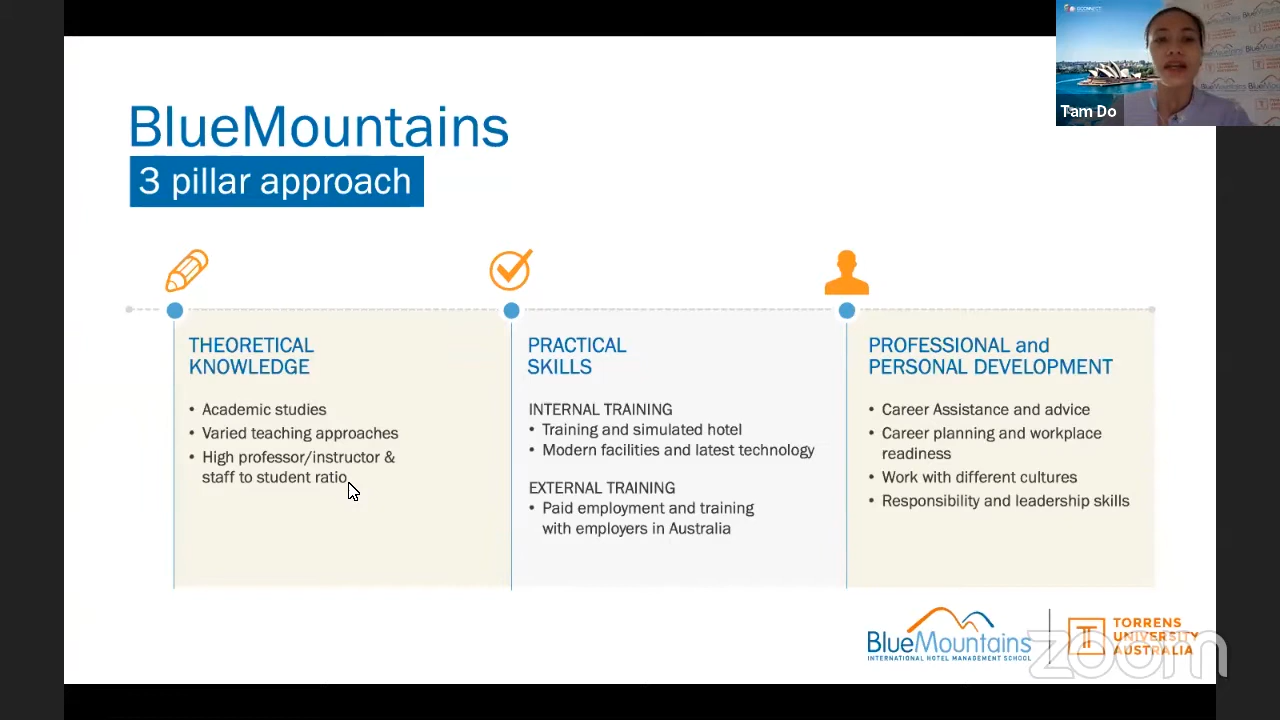 Tam Do
BlueMountains
3 pillar approach
THEORETICAL
KNOWLEDGE
• Academic studies
• Varied teaching approaches
• High professor/instructor &
staff to student ratio
PRACTICAL
SKILLS
INTERNAL TRAINING
• Training and simulated hotel
• Modern facilities and latest technology
EXTERNAL TRAINING
• Paid employment and training
with employers in Australia
PROFESSIONAL and
PERSONAL DEVELOPMENT
• Career Assistance and advice
• Career planning and workplace
readiness
• Work with different cultures
• Responsibility and leadership skills
BlueMountains
INTERNATIONAL HOTEL MANAGEMENT SCHOOL
TORRENS
UNIVERSITY
AUSTRALIA
zoom